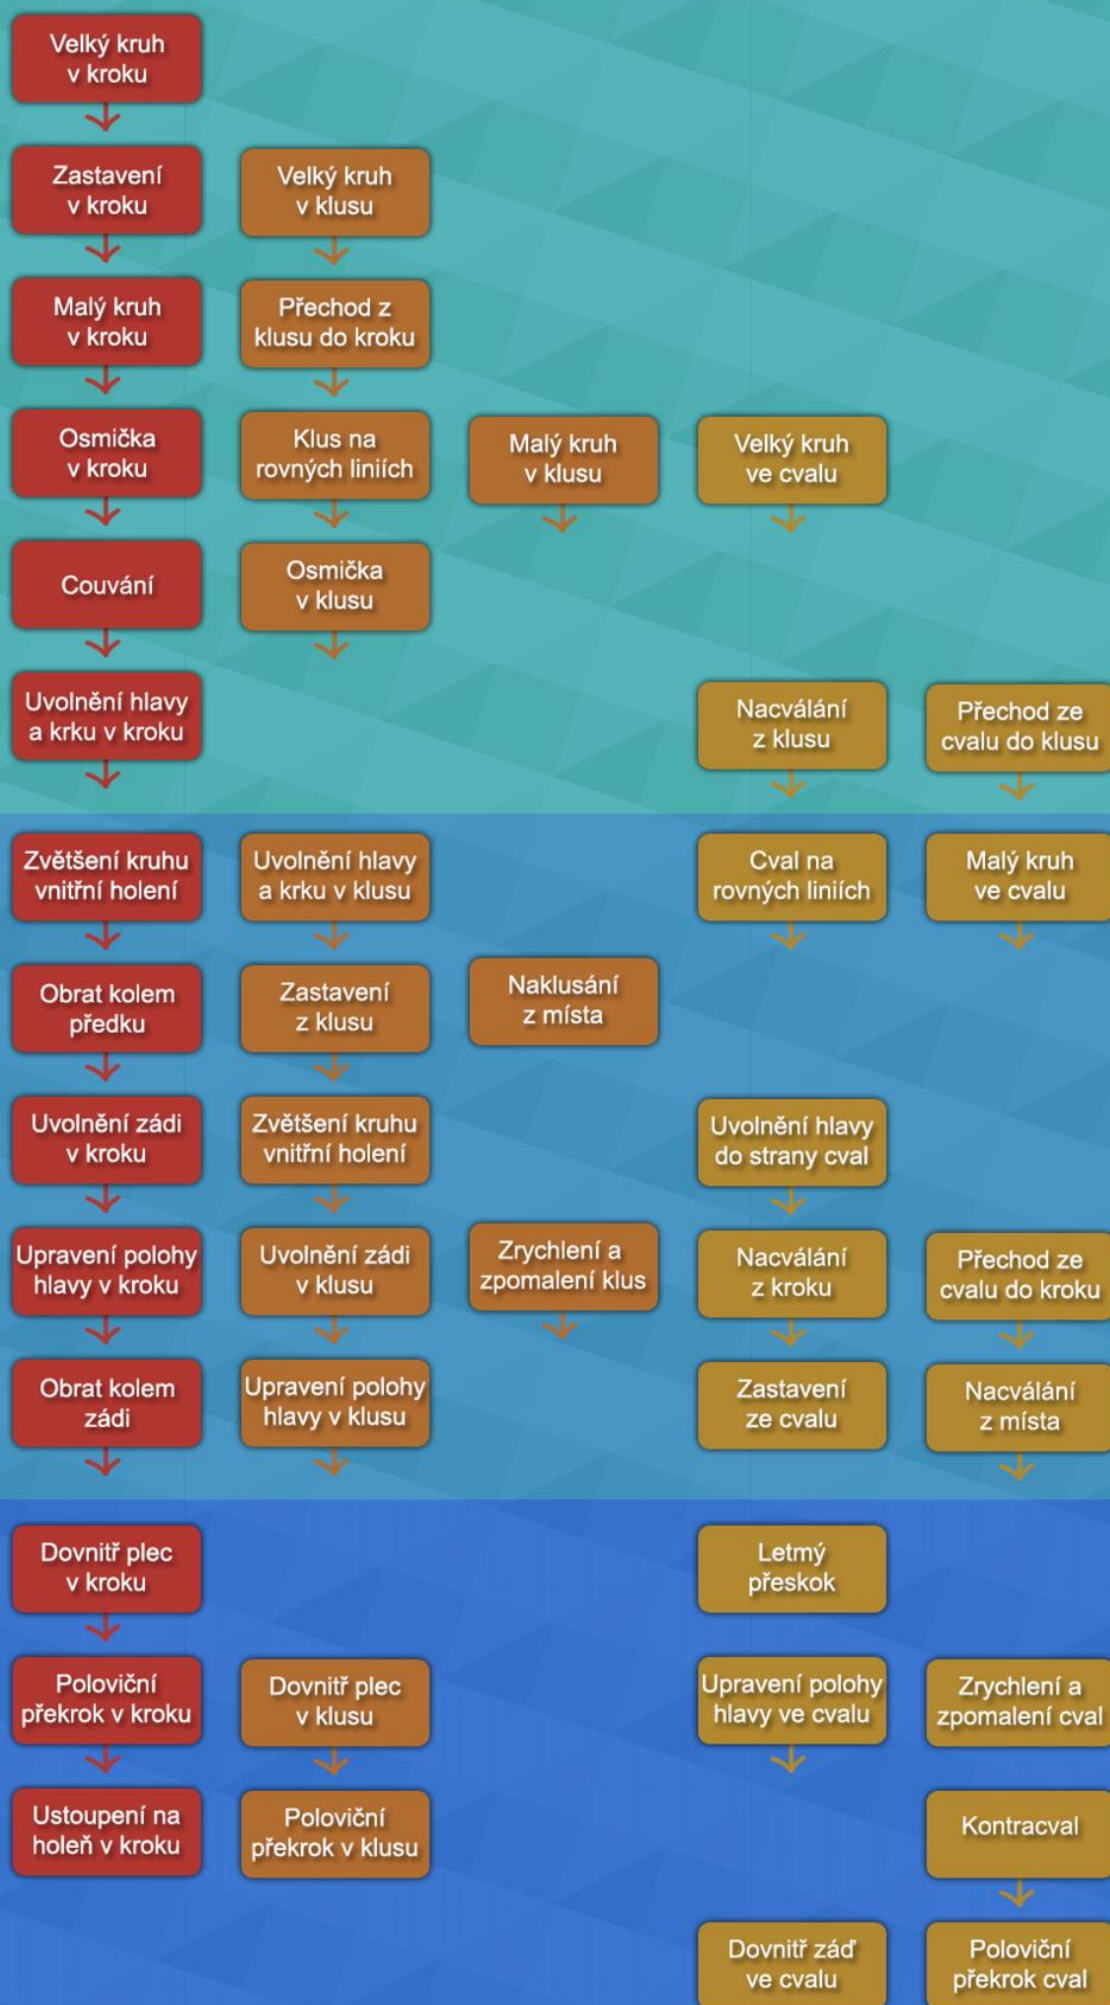 Velký kruh
v kroku
Zastavení
v kroku
Velký kruh
v klusu
Malý kruh
v kroku
Přechod z
klusu do kroku
Osmička
v kroku
Klus na
rovných liniích
Malý kruh
v klusu
Velký kruh
ve cvalu
Couvání
Osmička
v klusu
Uvolnění hlavy
a krku v kroku
Nacválání
z klusu
Přechod ze
cvalu do klusu
Zvětšení kruhu
vnitřní holení
Uvolnění hlavy
a krku v klusu
Cval na
rovných liniích
Malý kruh
ve cvalu
Obrat kolem
předku
Zastavení
z klusu
Naklusání
z místa
Uvolnění zádi
v kroku
Zvětšení kruhu
vnitřní holení
Uvolnění hlavy
do strany cval
Upravení polohy
hlavy v kroku
Uvolnění zádi
v klusu
Zrychlení a
zpomalení klus
Nacválání
z kroku
Přechod ze
cvalu do kroku
Obrat kolem
zádi
Upravení polohy
hlavy v klusu
Zastavení
ze cvalu
Nacválání
z místa
Dovnitř plec
v kroku
Letmý
přeskok
Poloviční
překrok v kroku
Dovnitř plec
v klusu
Upravení polohy
hlavy ve cvalu
Zrychlení a
zpomalení cval
Ustoupení na
holeň v kroku
Poloviční
překrok v klusu
Kontracval
Dovnitř záď
ve cvalu
Poloviční
překrok cval